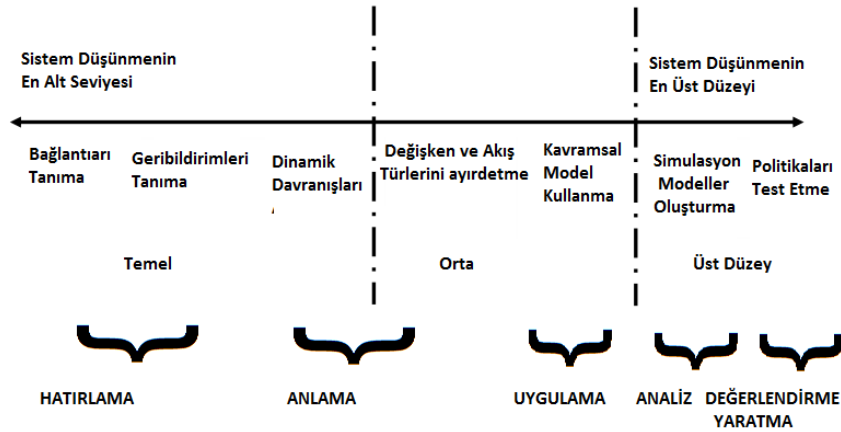 Sistem Düşünmenin
En Alt Seviyesi
Sistem Düşünmenin
En Üst Düzeyi
Bağlantıarı
Tanıma
Geribildirimleri
Tanıma
Dinamik
Davranışları
Değişken ve Akış
Türlerini ayırdetme
Kavramsal
Model
Kullanma
Simulasyon
Modeller
Oluşturma
Politikaları
Test Etme
Temel
Orta
Üst Düzey
HATIRLAMA
ANLAMA
UYGULAMA
ANALİZ
DEĞERLENDİRME
YARATMA